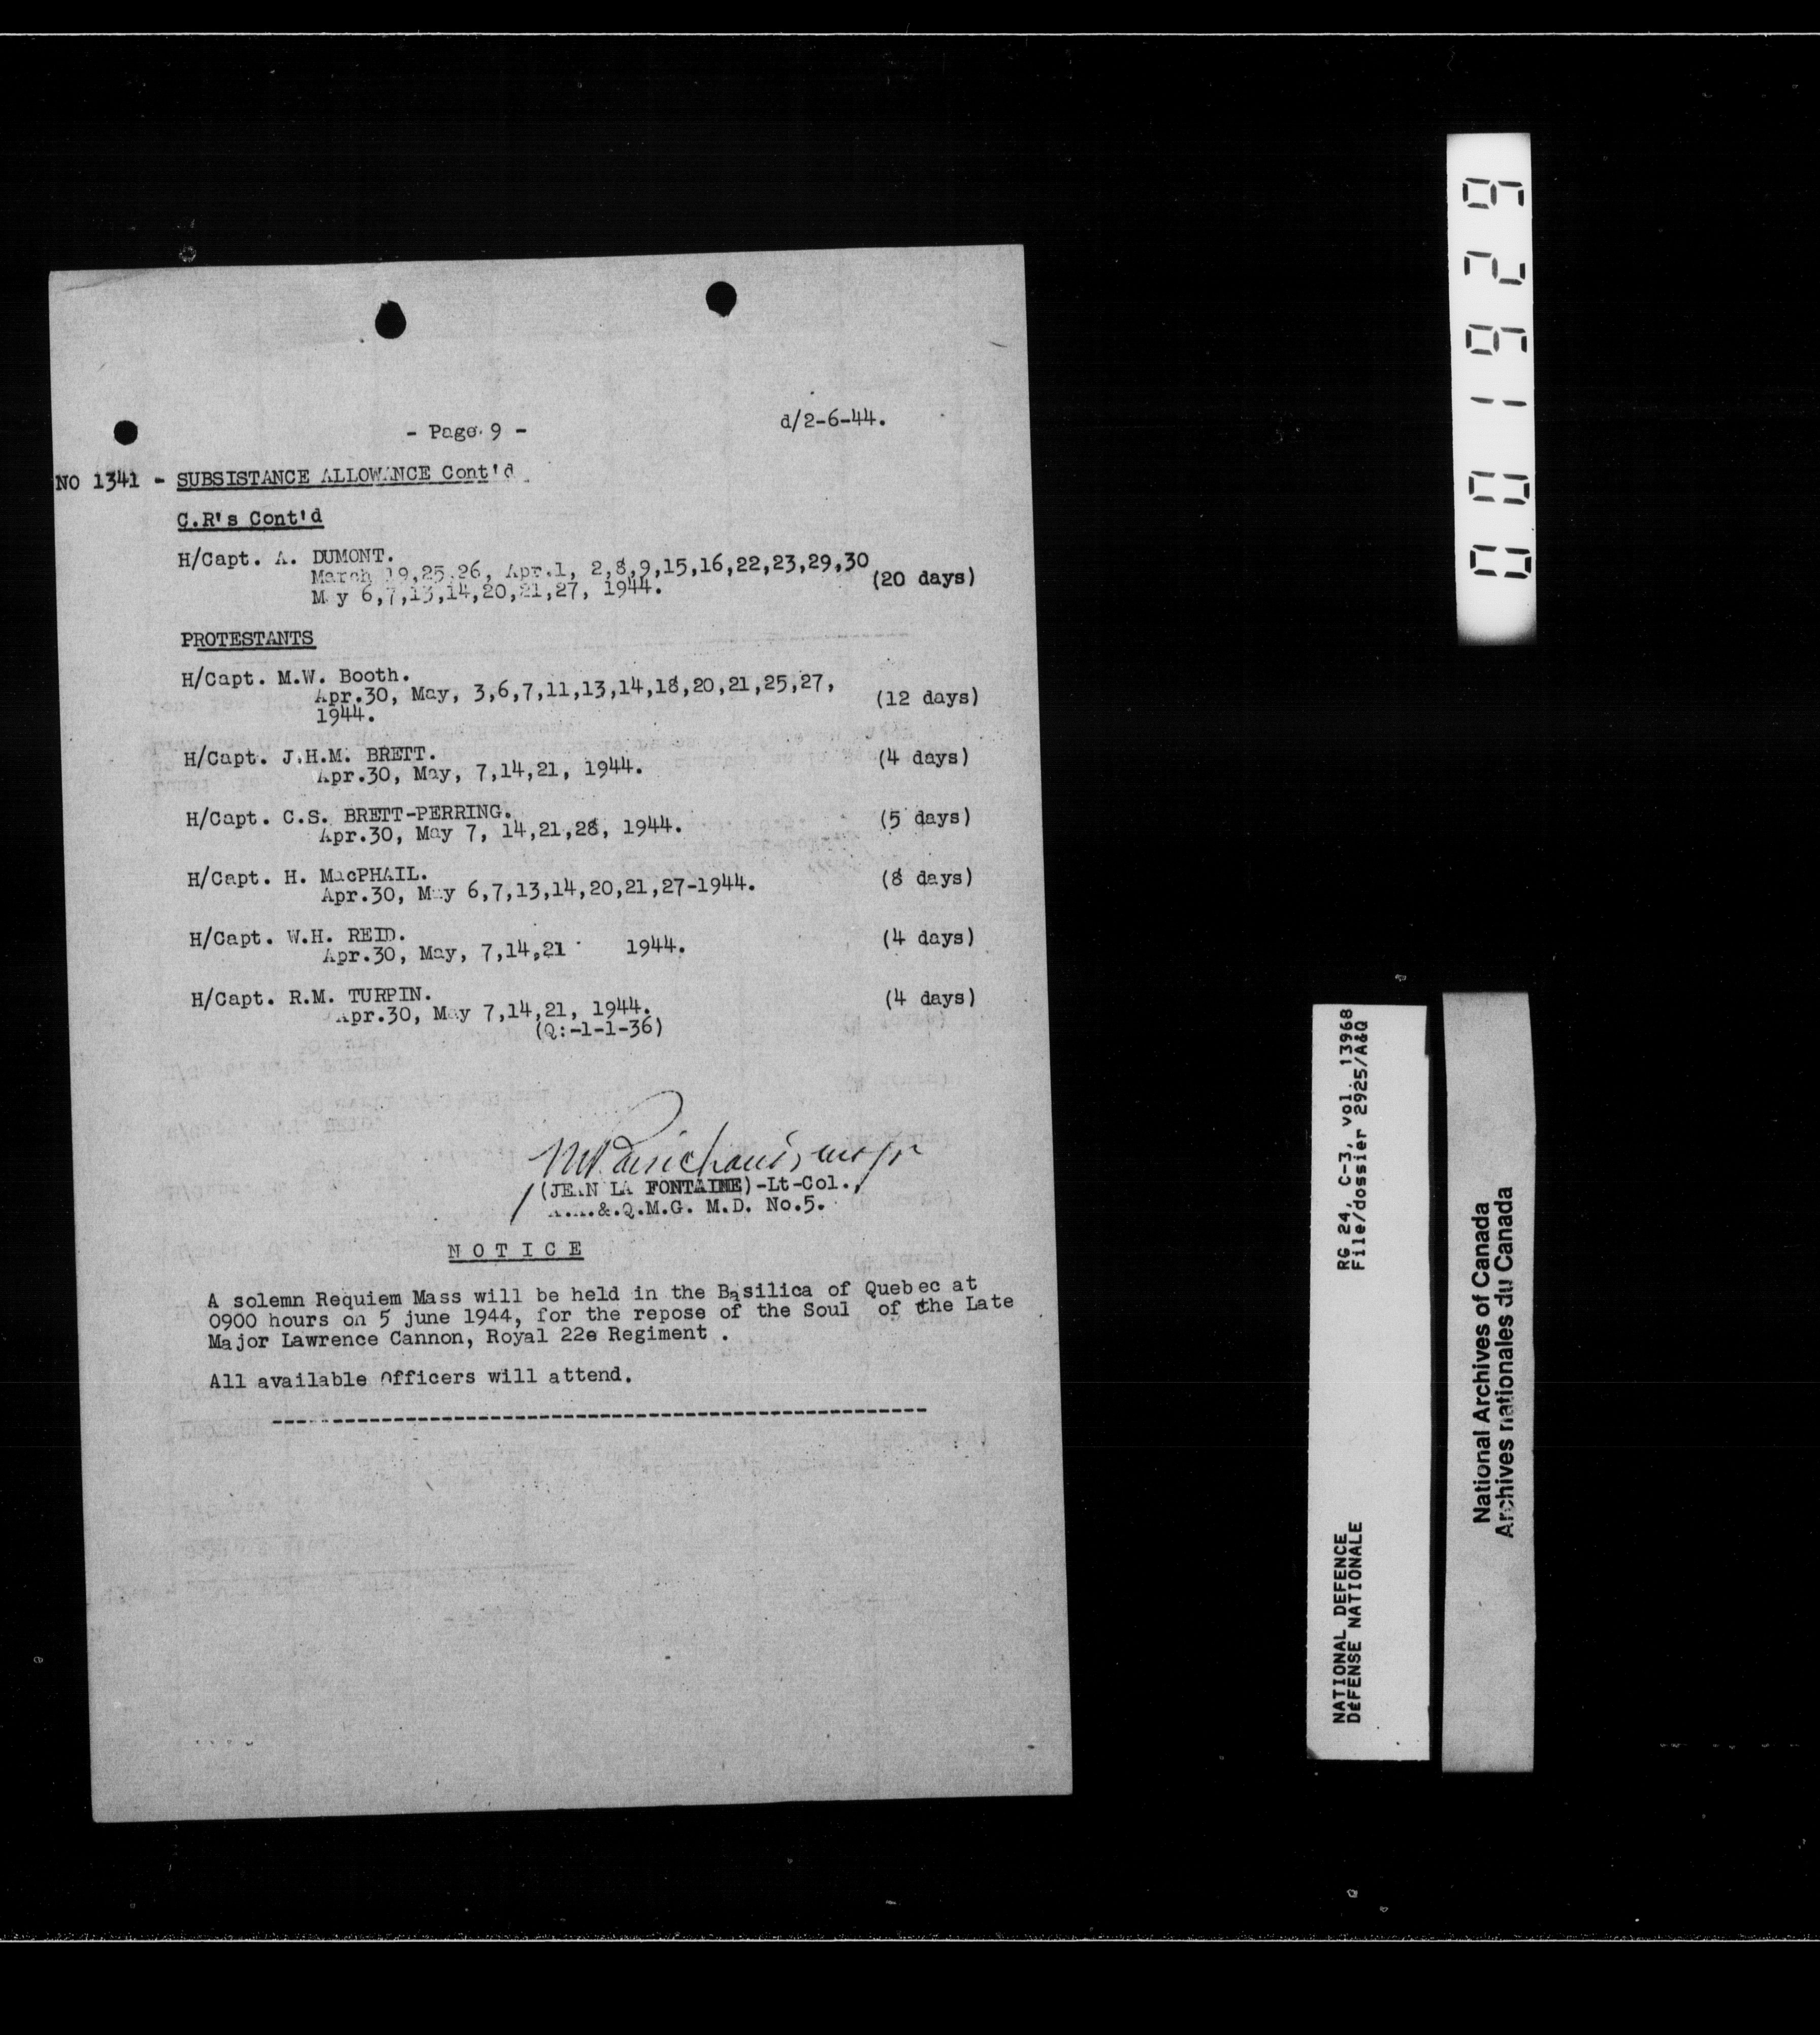 - Page 9 -
d/2-6-44.
NO 1341 - SUBSISTANCE ALLOWANCE Cont'd
C.R's Cont'd
H/Capt. A. DUMONT.
March 19,25,26, Apr.1, 2,8,9,15,16,22,23,29,30
May 6,7,13,14,20,21,27, 1944.
(20 days)
PROTESTANTS
H/Capt. M.W. Booth.
Apr.30, May, 3,6,7,11,13,14,18,20,21,25,27,
1944.
(12 days)
H/Capt. J.H.M. BRETT.
Apr.30, May, 7,14,21, 1944.
(4 days)
H/Capt. C.S. BRETT-PERRING.
Apr.30, May 7, 14,21,28, 1944.
(5 days)
H/Capt. H. MacPHAIL.
Apr.30, May 6,7,13,14,20,21,27-1944.
(8 days)
H/Capt. W.H. REID.
Apr.30, May, 7,14,21 1944.
(4 days)
H/Capt. R.M. TURPIN.
Apr.30, May 7,14,21, 1944.
(4 days)
(Q:-1-1-36)
(JEAN LA FONTAINE)-Lt-Col.,
A.A.&.Q.M.G. M.D. No.5.
NOTICE
A solemn Requiem Mass will be held in the Basilica of Quebec at
0900 hours on 5 june 1944, for the repose of the Soul of the Late
Major Lawrence Cannon, Royal 22e Regiment .
All available Officers will attend.
RG 24, C-3, vol. 13968
File/dossier 2925/A&Q
NATIONAL DEFENCE
DÉFENSE NATIONALE
National Archives of Canada
Archives nationales du Canada